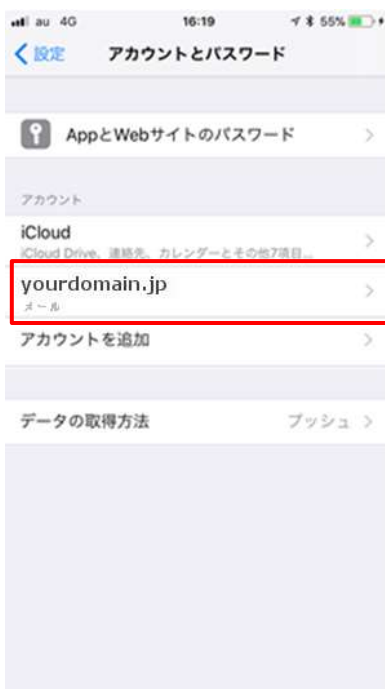 au 4G 16:19 55%
設定 アカウントとパスワード
AppとWebサイトのパスワード
アカウント
iCloud
iCloud Drive、連絡先、カレンダーとその他7項目...
yourdomain.jp
メール
アカウントを追加
データの取得方法 プッシュ